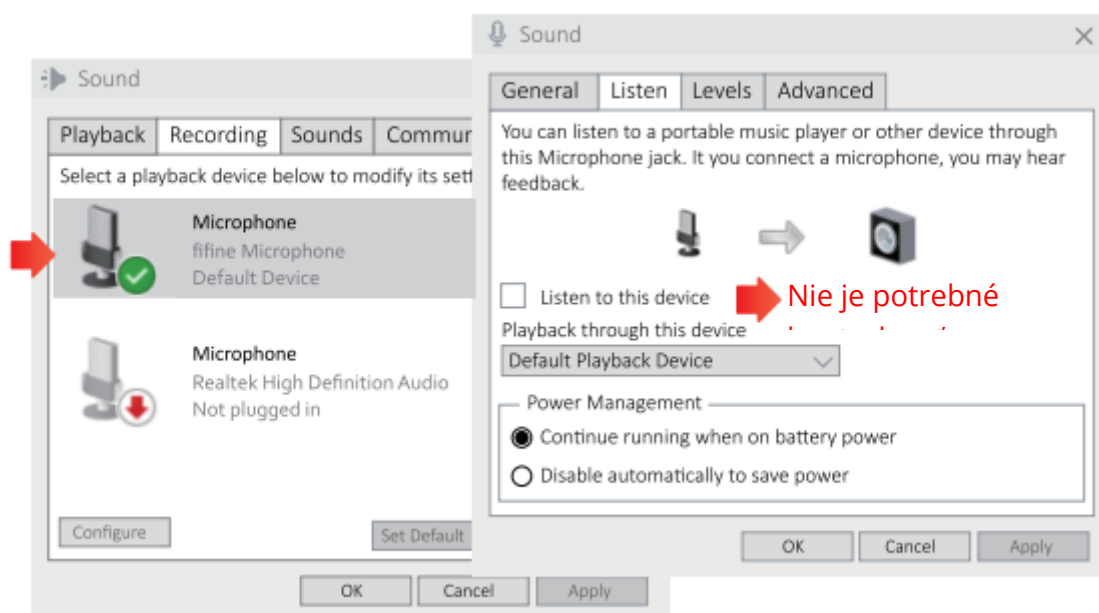 Sound
Playback Recording Sounds Commur
Select a playback device below to modify its sett
Microphone
fifine Microphone
Default Device
Microphone
Realtek High Definition Audio
Not plugged in
Configure
Set Default
OK Cancel Apply
Sound
General Listen Levels Advanced
You can listen to a portable music player or other device through
this Microphone jack. It you connect a microphone, you may hear
feedback.
Listen to this device
Nie je potrebné
Playback through this device
Default Playback Device
Power Management
Continue running when on battery power
Disable automatically to save power
OK Cancel Apply